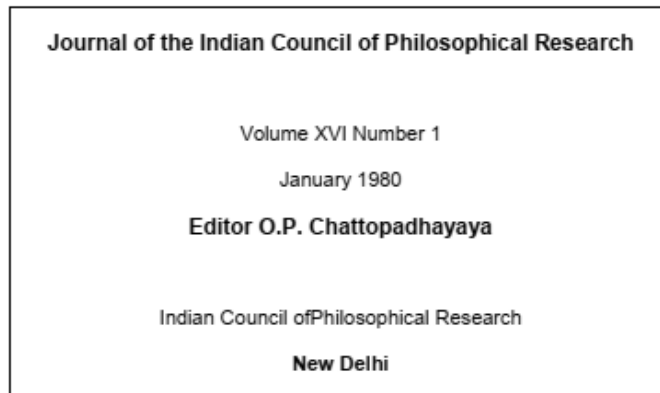 Journal of the Indian Council of Philosophical Research
Volume XVI Number 1
January 1980
Editor O.P. Chattopadhayaya
Indian Council ofPhilosophical Research
New Delhi